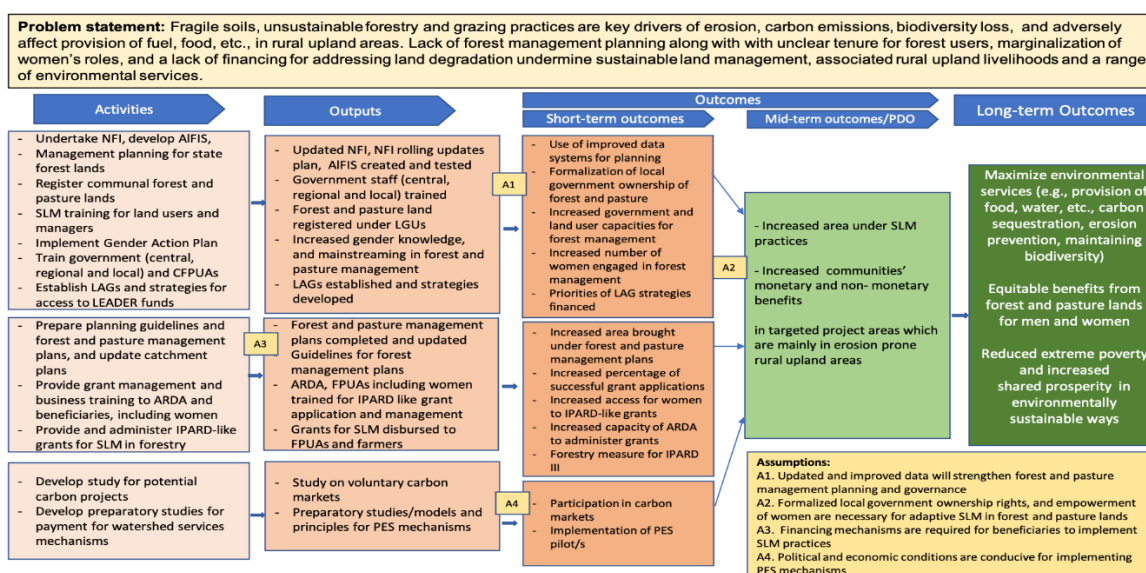 Problem statement: Fragile soils, unsustainable forestry and grazing practices are key drivers of erosion, carbon emissions, biodiversity loss, and adversely
affect provision of fuel, food, etc., in rural upland areas. Lack of forest management planning along with with unclear tenure for forest users, marginalization of
women's roles, and a lack of financing for addressing land degradation undermine sustainable land management, associated rural upland livelihoods and a range
of environmental services.
Activities
Outputs
Outcomes
Short-term outcomes
Mid-term outcomes/PDO
Long-term Outcomes
- Undertake NFI, develop AIFIS,
- Management planning for state
forest lands
- Register communal forest and
pasture lands
- SLM training for land users and
managers
- Implement Gender Action Plan
- Train government (central,
regional and local) and CFPUAs
- Establish LAGs and strategies for
access to LEADER funds
- Updated NFI, NFI rolling updates
plan, AIFIS created and tested
- Government staff (central,
regional and local) trained
- Forest and pasture land
registered under LGUs
- Increased gender knowledge,
and mainstreaming in forest and
pasture management
- LAGs established and strategies
developed
A1
- Use of improved data
systems for planning
- Formalization of local
government ownership of
forest and pasture
- Increased government and
land user capacities for
forest management
- Increased number of
women engaged in forest
management
- Priorities of LAG strategies
financed
A2
- Prepare planning guidelines and
forest and pasture management
plans, and update catchment
plans
- Provide grant management and
business training to ARDA and
beneficiaries, including women
- Provide and administer IPARD-like
grants for SLM in forestry
A3
- Forest and pasture management
plans completed and updated
- Guidelines for forest
management plans
- ARDA, FPUAs including women
trained for IPARD like grant
application and management
- Grants for SLM disbursed to
FPUAs and farmers
- Increased area brought
under forest and pasture
management plans
- Increased percentage of
successful grant applications
- Increased access for women
to IPARD-like grants
- Increased capacity of ARDA
to administer grants
- Forestry measure for IPARD
III
- Develop study for potential
carbon projects
- Develop preparatory studies for
payment for watershed services
mechanisms
- Study on voluntary carbon
markets
- Preparatory studies/models and
principles for PES mechanisms
A4
- Participation in carbon
markets
- Implementation of PES
pilot/s
- Increased area under SLM
practices
- Increased communities'
monetary and non- monetary
benefits
in targeted project areas which
are mainly in erosion prone
rural upland areas
Maximize environmental
services (e.g., provision of
food, water, etc., carbon
sequestration, erosion
prevention, maintaining
biodiversity)
Equitable benefits from
forest and pasture lands
for men and women
Reduced extreme poverty
and increased
shared prosperity in
environmentally
sustainable ways
Assumptions:
A1. Updated and improved data will strengthen forest and pasture
management planning and governance
A2. Formalized local government ownership rights, and empowerment
of women are necessary for adaptive SLM in forest and pasture lands
A3. Financing mechanisms are required for beneficiaries to implement
SLM practices
A4. Political and economic conditions are conducive for implementing
PES mechanisms